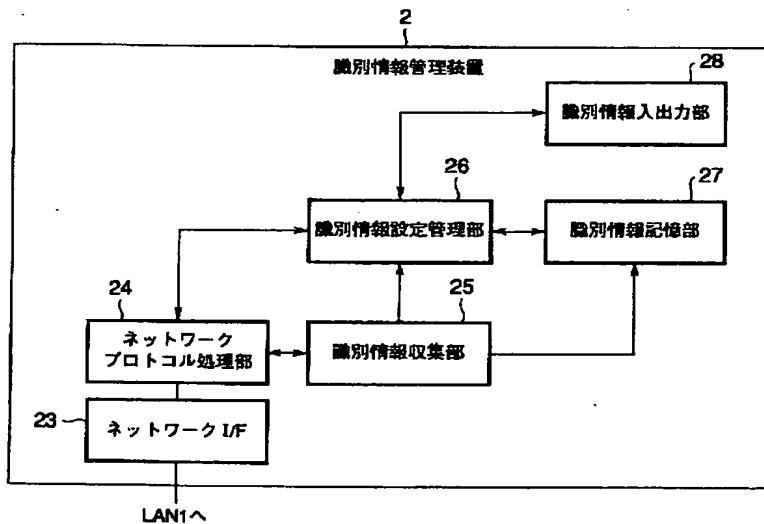 2
識別情報管理装置
28
識別情報入出力部
26
識別情報設定管理部
27
識別情報記憶部
24
ネットワーク
プロトコル処理部
25
識別情報収集部
23
ネットワーク I/F
LAN1へ